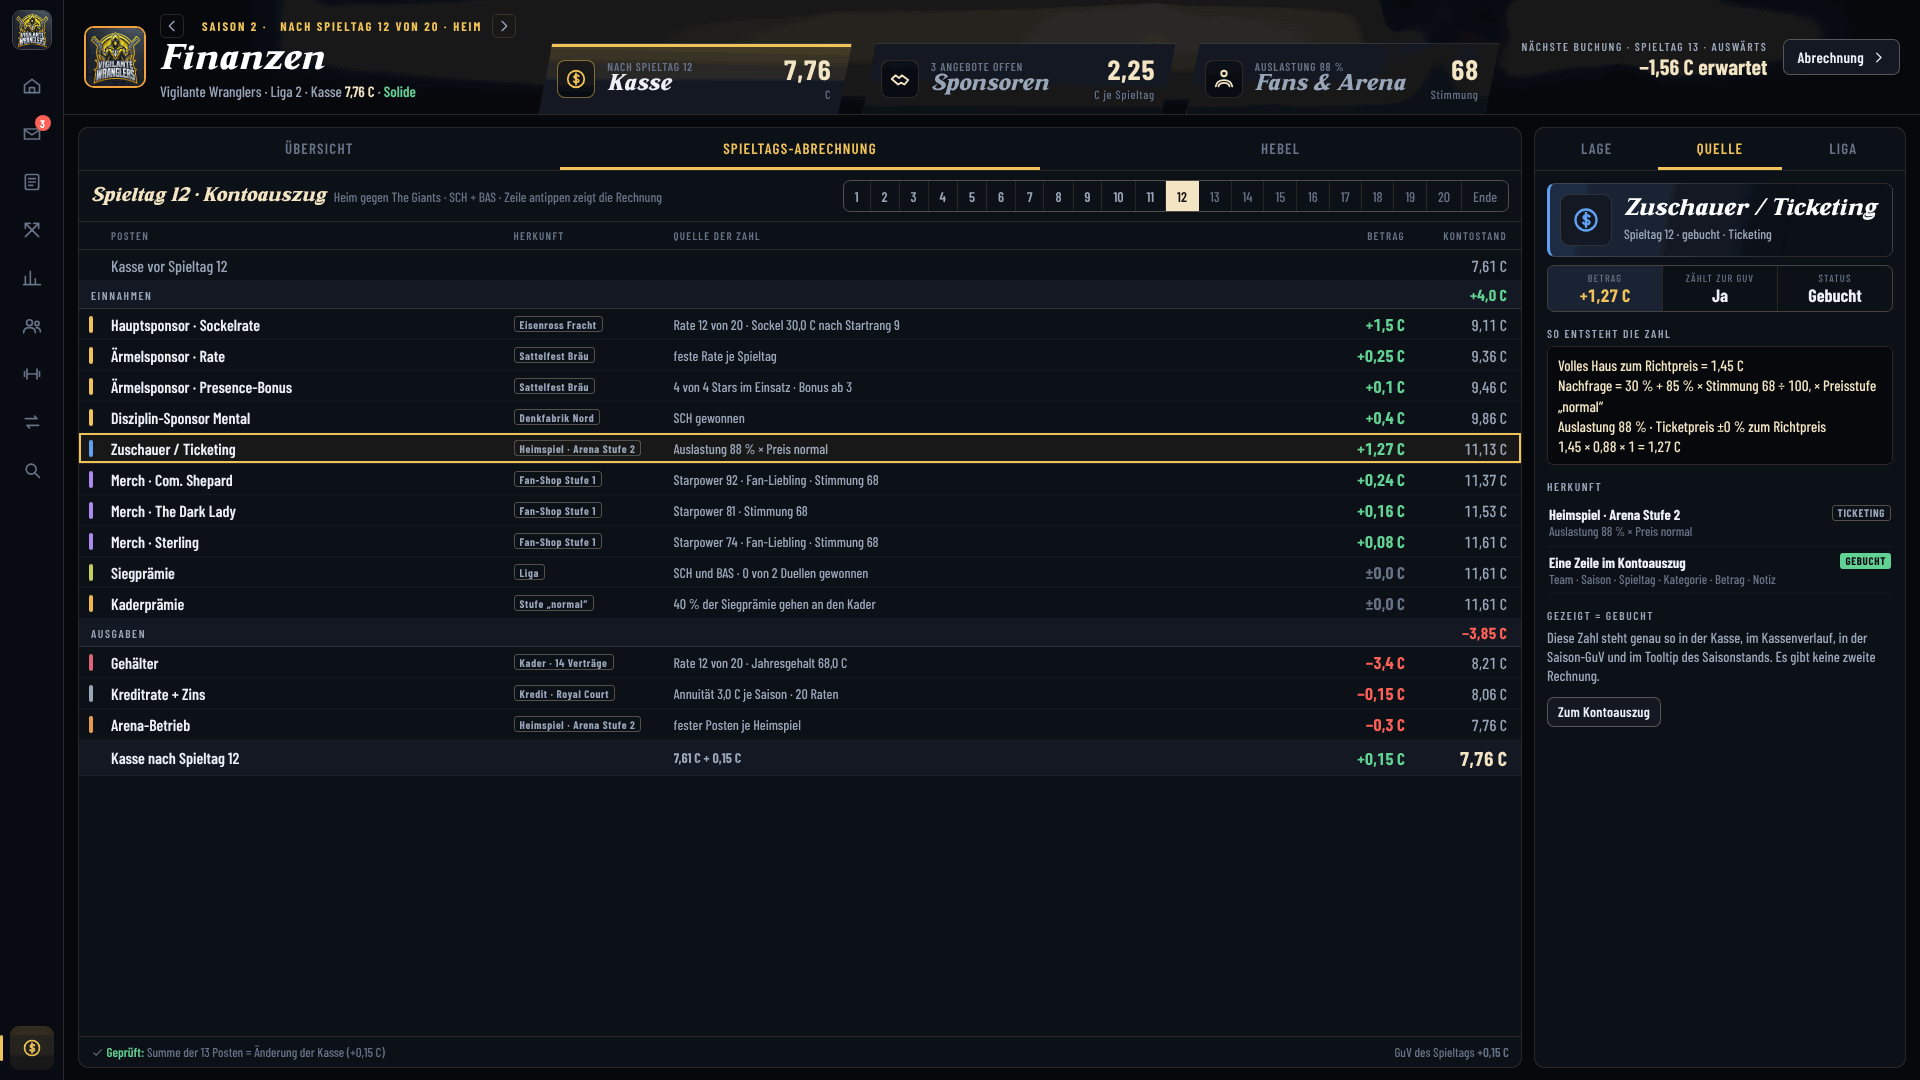 VIGILANTE WRANGLERS
3
VIGILANTE WRANGLERS
SAISON 2 · NACH SPIELTAG 12 VON 20 · HEIM
Finanzen
Vigilante Wranglers · Liga 2 · Kasse 7,76 C · Solide
NACH SPIELTAG 12
Kasse
7,76
C
3 ANGEBOTE OFFEN
Sponsoren
2,25
C je Spieltag
AUSLASTUNG 88 %
Fans & Arena
68
Stimmung
NÄCHSTE BUCHUNG · SPIELTAG 13 · AUSWÄRTS
−1,56 C erwartet
Abrechnung
ÜBERSICHT
SPIELTAGS-ABRECHNUNG
HEBEL
Spieltag 12 · Kontoauszug Heim gegen The Giants · SCH + BAS · Zeile antippen zeigt die Rechnung
1 2 3 4 5 6 7 8 9 10 11 12 13 14 15 16 17 18 19 20 Ende
POSTEN HERKUNFT QUELLE DER ZAHL BETRAG KONTOSTAND
Kasse vor Spieltag 12 7,61 C
EINNAHMEN +4,0 C
Hauptsponsor · Sockelrate Eisenross Fracht Rate 12 von 20 · Sockel 30,0 C nach Startrang 9 +1,5 C 9,11 C
Ärmelsponsor · Rate Sattelfest Bräu feste Rate je Spieltag +0,25 C 9,36 C
Ärmelsponsor · Presence-Bonus Sattelfest Bräu 4 von 4 Stars im Einsatz · Bonus ab 3 +0,1 C 9,46 C
Disziplin-Sponsor Mental Denkfabrik Nord SCH gewonnen +0,4 C 9,86 C
Zuschauer / Ticketing Heimspiel · Arena Stufe 2 Auslastung 88 % × Preis normal +1,27 C 11,13 C
Merch · Com. Shepard Fan-Shop Stufe 1 Starpower 92 · Fan-Liebling · Stimmung 68 +0,24 C 11,37 C
Merch · The Dark Lady Fan-Shop Stufe 1 Starpower 81 · Stimmung 68 +0,16 C 11,53 C
Merch · Sterling Fan-Shop Stufe 1 Starpower 74 · Fan-Liebling · Stimmung 68 +0,08 C 11,61 C
Siegprämie Liga SCH und BAS · 0 von 2 Duellen gewonnen ±0,0 C 11,61 C
Kaderprämie Stufe „normal“ 40 % der Siegprämie gehen an den Kader ±0,0 C 11,61 C
AUSGABEN −3,85 C
Gehälter Kader · 14 Verträge Rate 12 von 20 · Jahresgehalt 68,0 C −3,4 C 8,21 C
Kreditrate + Zins Kredit · Royal Court Annuität 3,0 C je Saison · 20 Raten −0,15 C 8,06 C
Arena-Betrieb Heimspiel · Arena Stufe 2 fester Posten je Heimspiel −0,3 C 7,76 C
Kasse nach Spieltag 12 7,61 C + 0,15 C +0,15 C 7,76 C
Geprüft: Summe der 13 Posten = Änderung der Kasse (+0,15 C)
GuV des Spieltags +0,15 C
LAGE
QUELLE
LIGA
Zuschauer / Ticketing
Spieltag 12 · gebucht · Ticketing
BETRAG
+1,27 C
ZÄHLT ZUR GUV
Ja
STATUS
Gebucht
SO ENTSTEHT DIE ZAHL
Volles Haus zum Richtpreis = 1,45 C
Nachfrage = 30 % + 85 % × Stimmung 68 ÷ 100, × Preisstufe
„normal“
Auslastung 88 % · Ticketpreis ±0 % zum Richtpreis
1,45 × 0,88 × 1 = 1,27 C
HERKUNFT
Heimspiel · Arena Stufe 2 TICKETING
Auslastung 88 % × Preis normal
Eine Zeile im Kontoauszug GEBUCHT
Team · Saison · Spieltag · Kategorie · Betrag · Notiz
GEZEIGT = GEBUCHT
Diese Zahl steht genau so in der Kasse, im Kassenverlauf, in der
Saison-GuV und im Tooltip des Saisonstands. Es gibt keine zweite
Rechnung.
Zum Kontoauszug